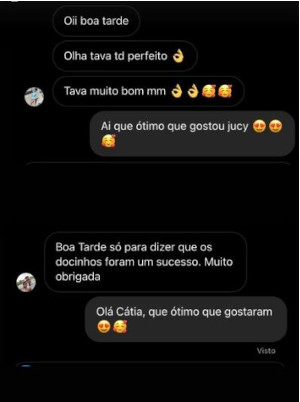 Oii boa tarde
Olha tava td perfeito 👌
Tava muito bom mm 👌👌🥰🥰
Ai que ótimo que gostou jucy 😍😍
🥰
Boa Tarde só para dizer que os
docinhos foram um sucesso. Muito
obrigada
Olá Cátia, que ótimo que gostaram
😍🥰
Visto